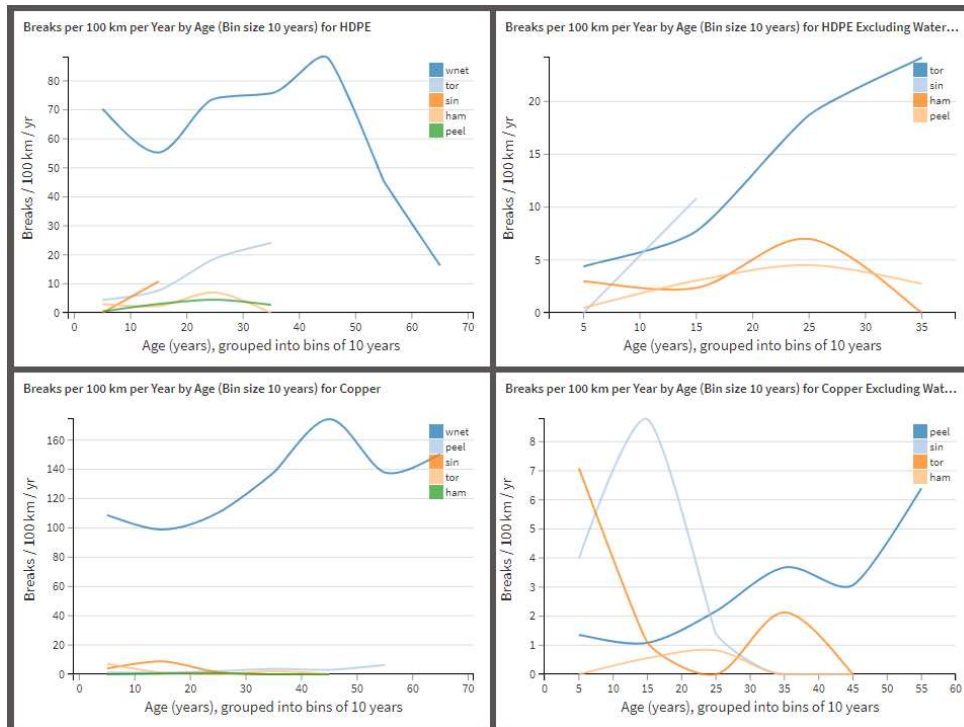 Breaks per 100 km per Year by Age (Bin size 10 years) for HDPE
wnet
tor
sin
ham
peel
80
70
60
50
40
30
20
10
0
Breaks / 100 km / yr
0 10 20 30 40 50 60 70
Age (years), grouped into bins of 10 years
Breaks per 100 km per Year by Age (Bin size 10 years) for HDPE Excluding Water...
tor
sin
ham
peel
20
15
10
5
0
Breaks / 100 km / yr
5 10 15 20 25 30 35
Age (years), grouped into bins of 10 years
Breaks per 100 km per Year by Age (Bin size 10 years) for Copper
wnet
peel
sin
tor
ham
160
140
120
100
80
60
40
20
0
Breaks / 100 km / yr
0 10 20 30 40 50 60 70
Age (years), grouped into bins of 10 years
Breaks per 100 km per Year by Age (Bin size 10 years) for Copper Excluding Wat...
peel
sin
tor
ham
8
7
6
5
4
3
2
1
0
Breaks / 100 km / yr
0 5 10 15 20 25 30 35 40 45 50 55 60
Age (years), grouped into bins of 10 years